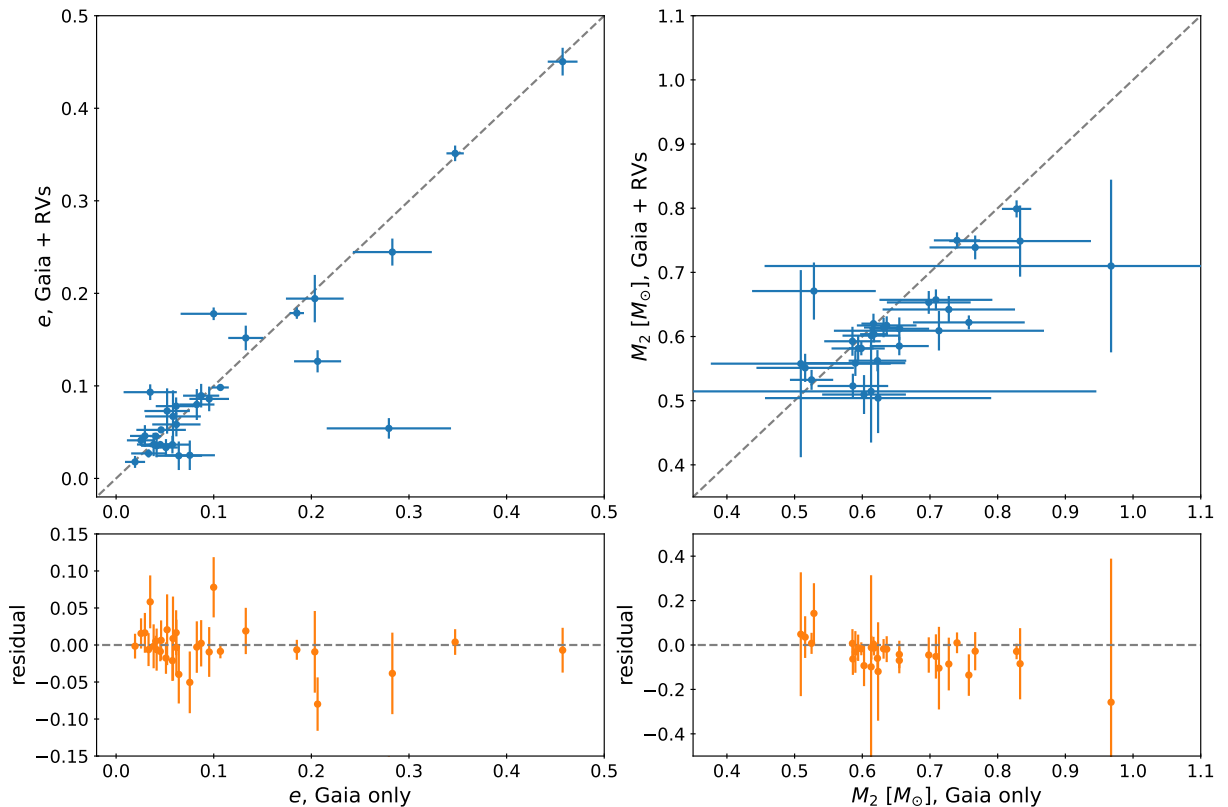 0.5
0.4
0.3
0.2
0.1
0.0
e, Gaia + RVs
0.0 0.1 0.2 0.3 0.4 0.5
1.1
1.0
0.9
0.8
0.7
0.6
0.5
0.4
M₂ [M⊙], Gaia + RVs
0.4 0.5 0.6 0.7 0.8 0.9 1.0 1.1
0.15
0.10
0.05
0.00
−0.05
−0.10
−0.15
residual
0.0 0.1 0.2 0.3 0.4 0.5
e, Gaia only
0.4
0.2
0.0
−0.2
−0.4
residual
0.4 0.5 0.6 0.7 0.8 0.9 1.0 1.1
M₂ [M⊙], Gaia only